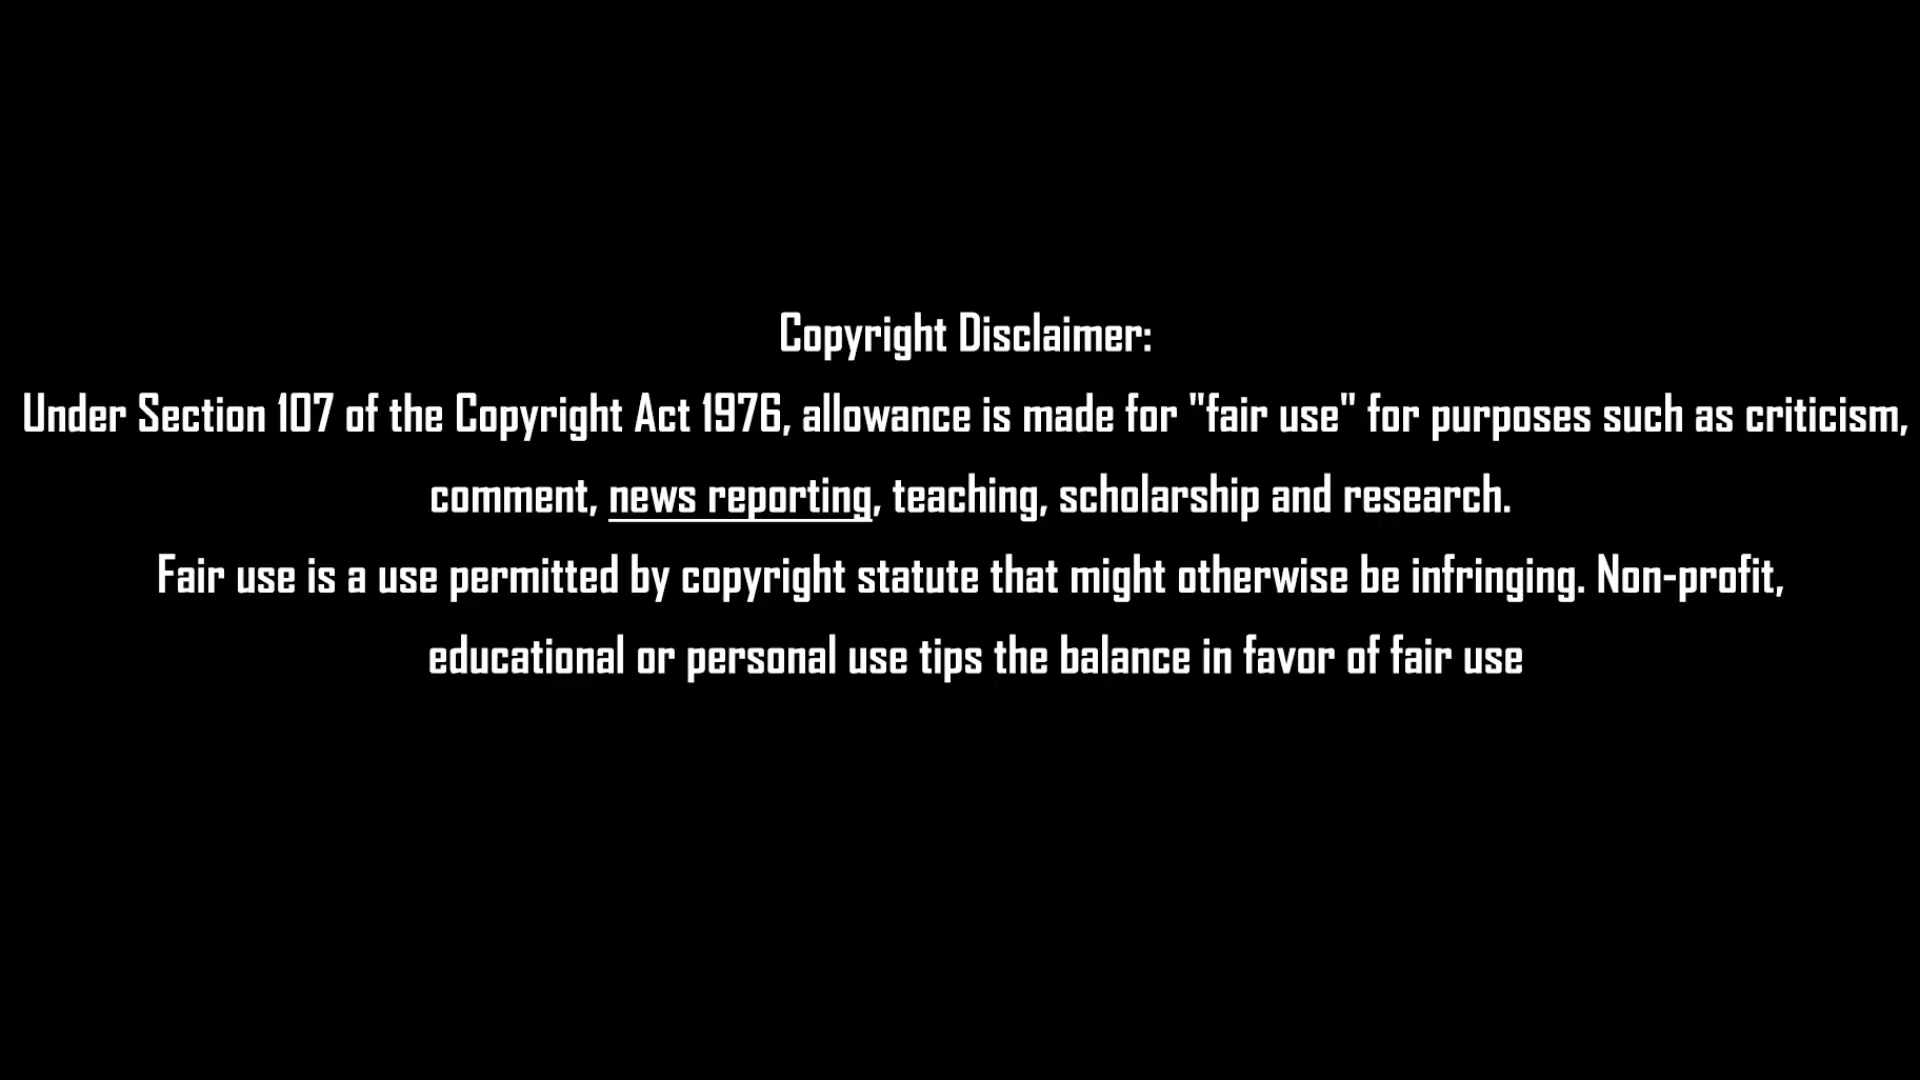 Copyright Disclaimer:
Under Section 107 of the Copyright Act 1976, allowance is made for "fair use" for purposes such as criticism,
comment, news reporting, teaching, scholarship and research.
Fair use is a use permitted by copyright statute that might otherwise be infringing. Non-profit,
educational or personal use tips the balance in favor of fair use